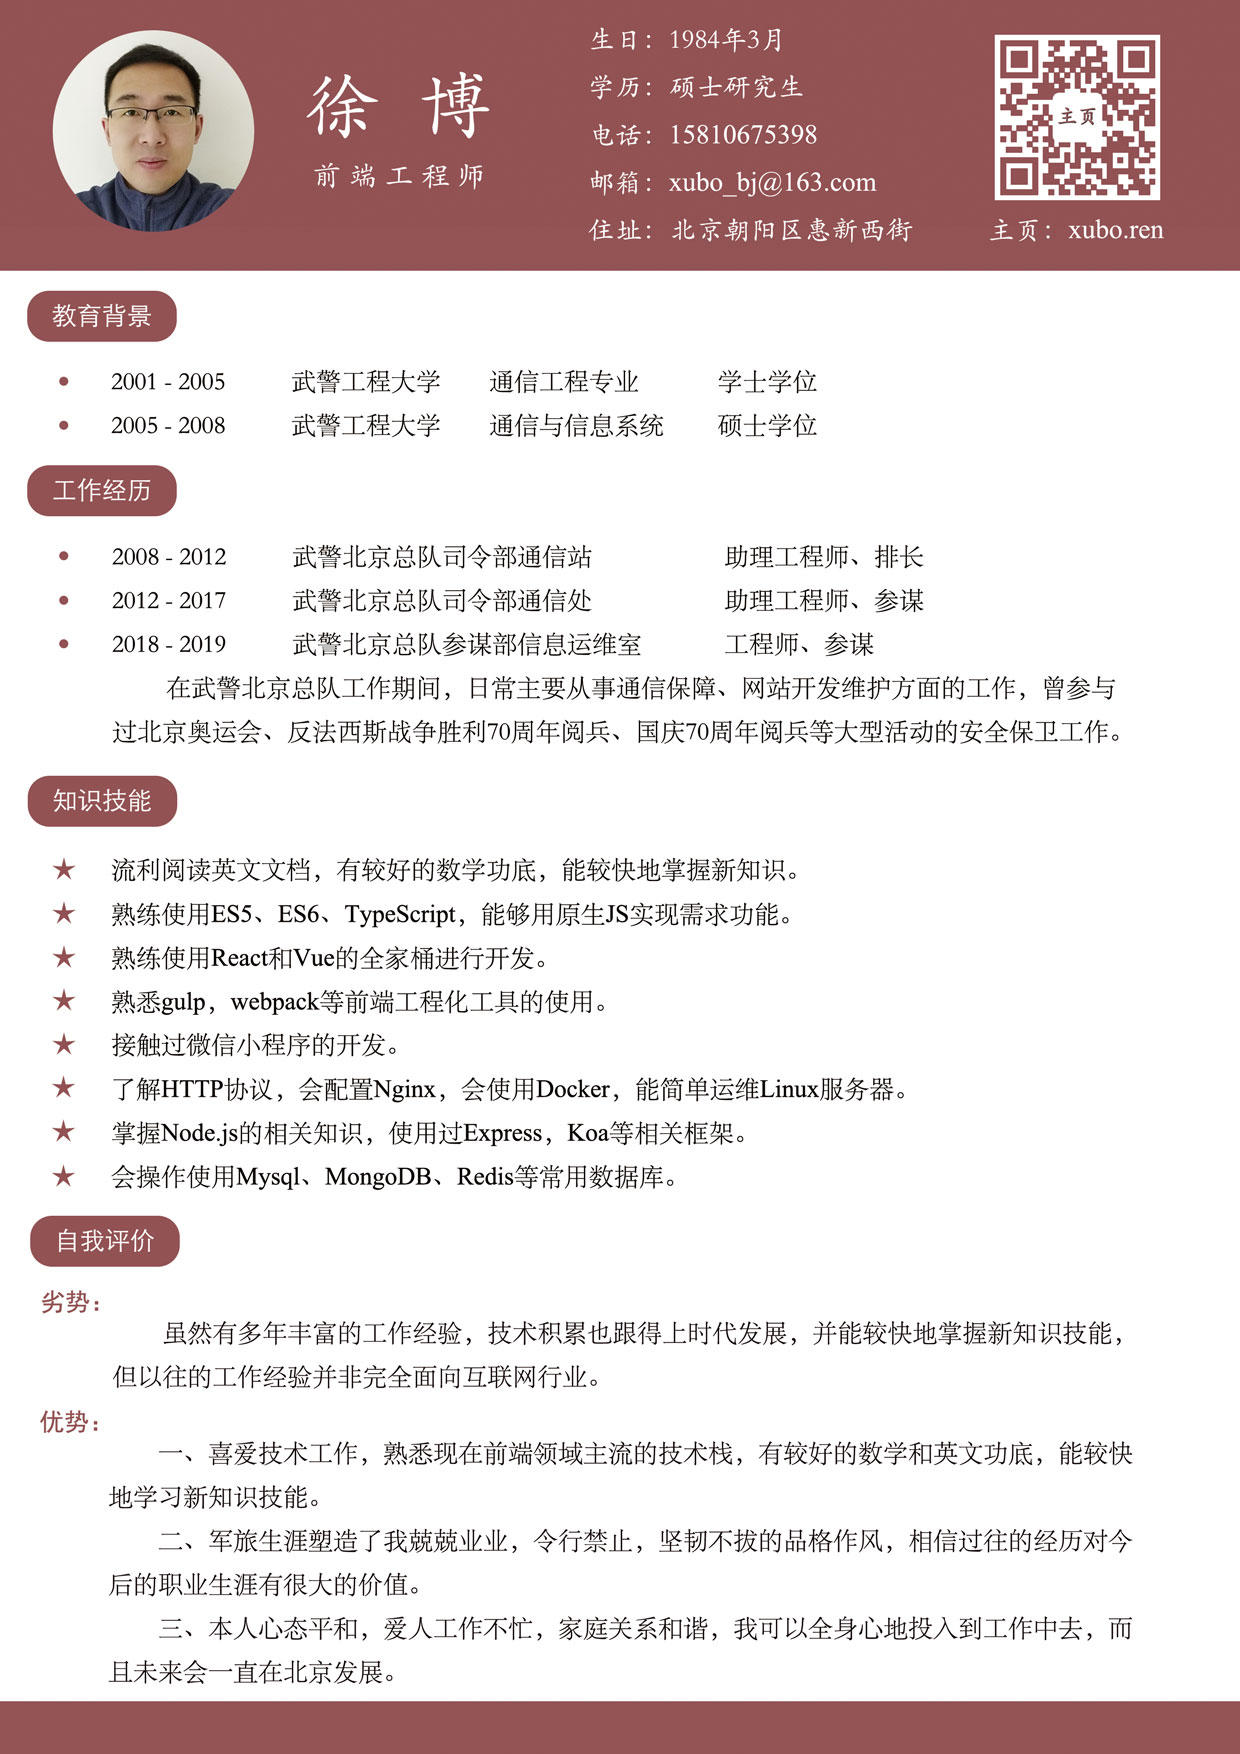 徐 博
前端工程师
生日：1984年3月
学历：硕士研究生
电话：15810675398
邮箱：xubo_bj@163.com
住址：北京朝阳区惠新西街
主页
主页：xubo.ren
教育背景
2001 - 2005 武警工程大学 通信工程专业 学士学位
2005 - 2008 武警工程大学 通信与信息系统 硕士学位
工作经历
2008 - 2012 武警北京总队司令部通信站 助理工程师、排长
2012 - 2017 武警北京总队司令部通信处 助理工程师、参谋
2018 - 2019 武警北京总队参谋部信息运维室 工程师、参谋
在武警北京总队工作期间，日常主要从事通信保障、网站开发维护方面的工作，曾参与
过北京奥运会、反法西斯战争胜利70周年阅兵、国庆70周年阅兵等大型活动的安全保卫工作。
知识技能
★ 流利阅读英文文档，有较好的数学功底，能较快地掌握新知识。
★ 熟练使用ES5、ES6、TypeScript，能够用原生JS实现需求功能。
★ 熟练使用React和Vue的全家桶进行开发。
★ 熟悉gulp，webpack等前端工程化工具的使用。
★ 接触过微信小程序的开发。
★ 了解HTTP协议，会配置Nginx，会使用Docker，能简单运维Linux服务器。
★ 掌握Node.js的相关知识，使用过Express，Koa等相关框架。
★ 会操作使用Mysql、MongoDB、Redis等常用数据库。
自我评价
劣势：
虽然有多年丰富的工作经验，技术积累也跟得上时代发展，并能较快地掌握新知识技能，
但以往的工作经验并非完全面向互联网行业。
优势：
一、喜爱技术工作，熟悉现在前端领域主流的技术栈，有较好的数学和英文功底，能较快
地学习新知识技能。
二、军旅生涯塑造了我兢兢业业，令行禁止，坚韧不拔的品格作风，相信过往的经历对今
后的职业生涯有很大的价值。
三、本人心态平和，爱人工作不忙，家庭关系和谐，我可以全身心地投入到工作中去，而
且未来会一直在北京发展。